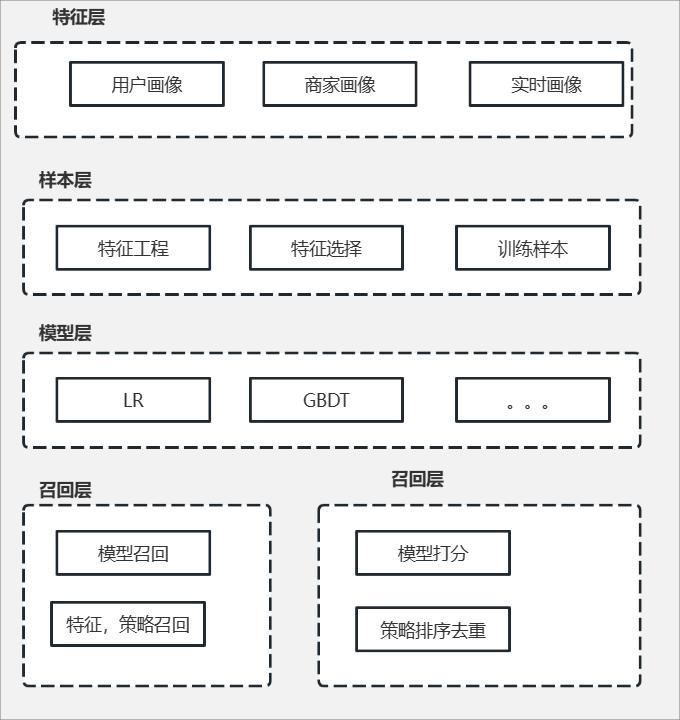 特征层
用户画像
商家画像
实时画像
样本层
特征工程
特征选择
训练样本
模型层
LR
GBDT
。。。
召回层
模型召回
特征，策略召回
召回层
模型打分
策略排序去重